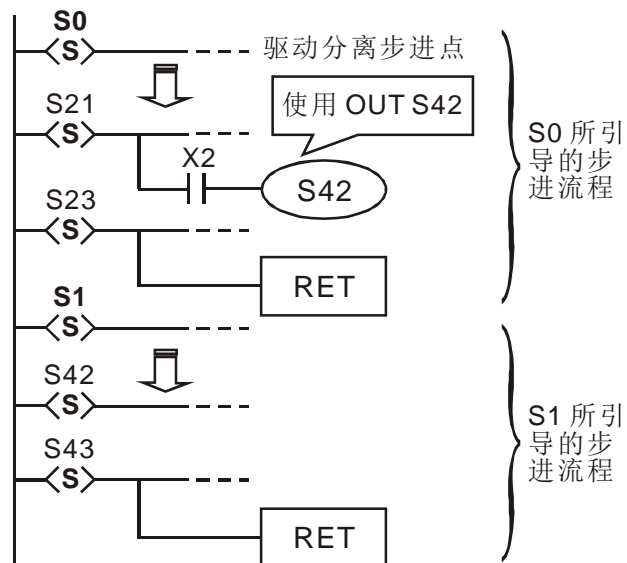 S0
S
驱动分离步进点
S21
S
使用 OUT S42
X2
S42
S23
S
RET
S0 所引
导的步
进流程
S1
S
S42
S
S43
S
RET
S1 所引
导的步
进流程